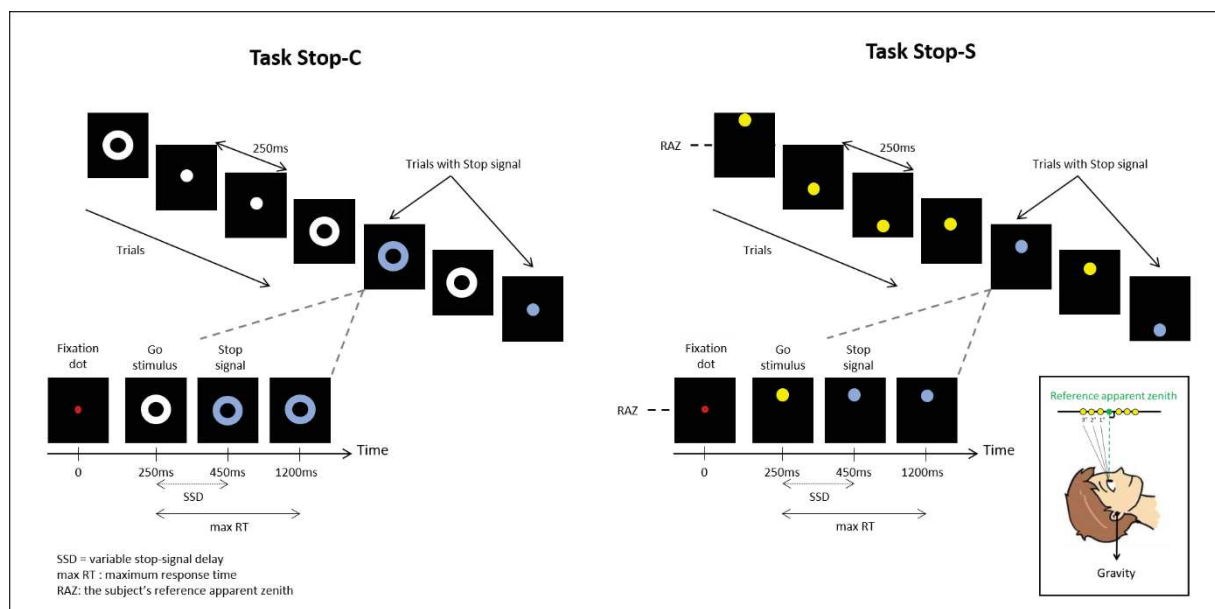 Task Stop-C
250ms
Trials with Stop signal
Trials
Fixation
dot
Go
stimulus
Stop
signal
Time
0
250ms
450ms
1200ms
SSD
max RT
SSD = variable stop-signal delay
max RT : maximum response time
RAZ: the subject's reference apparent zenith
Task Stop-S
RAZ
250ms
Trials with Stop signal
Trials
Fixation
dot
Go
stimulus
Stop
signal
RAZ
Time
0
250ms
450ms
1200ms
SSD
max RT
Reference apparent zenith
3° 2° 1°
Gravity